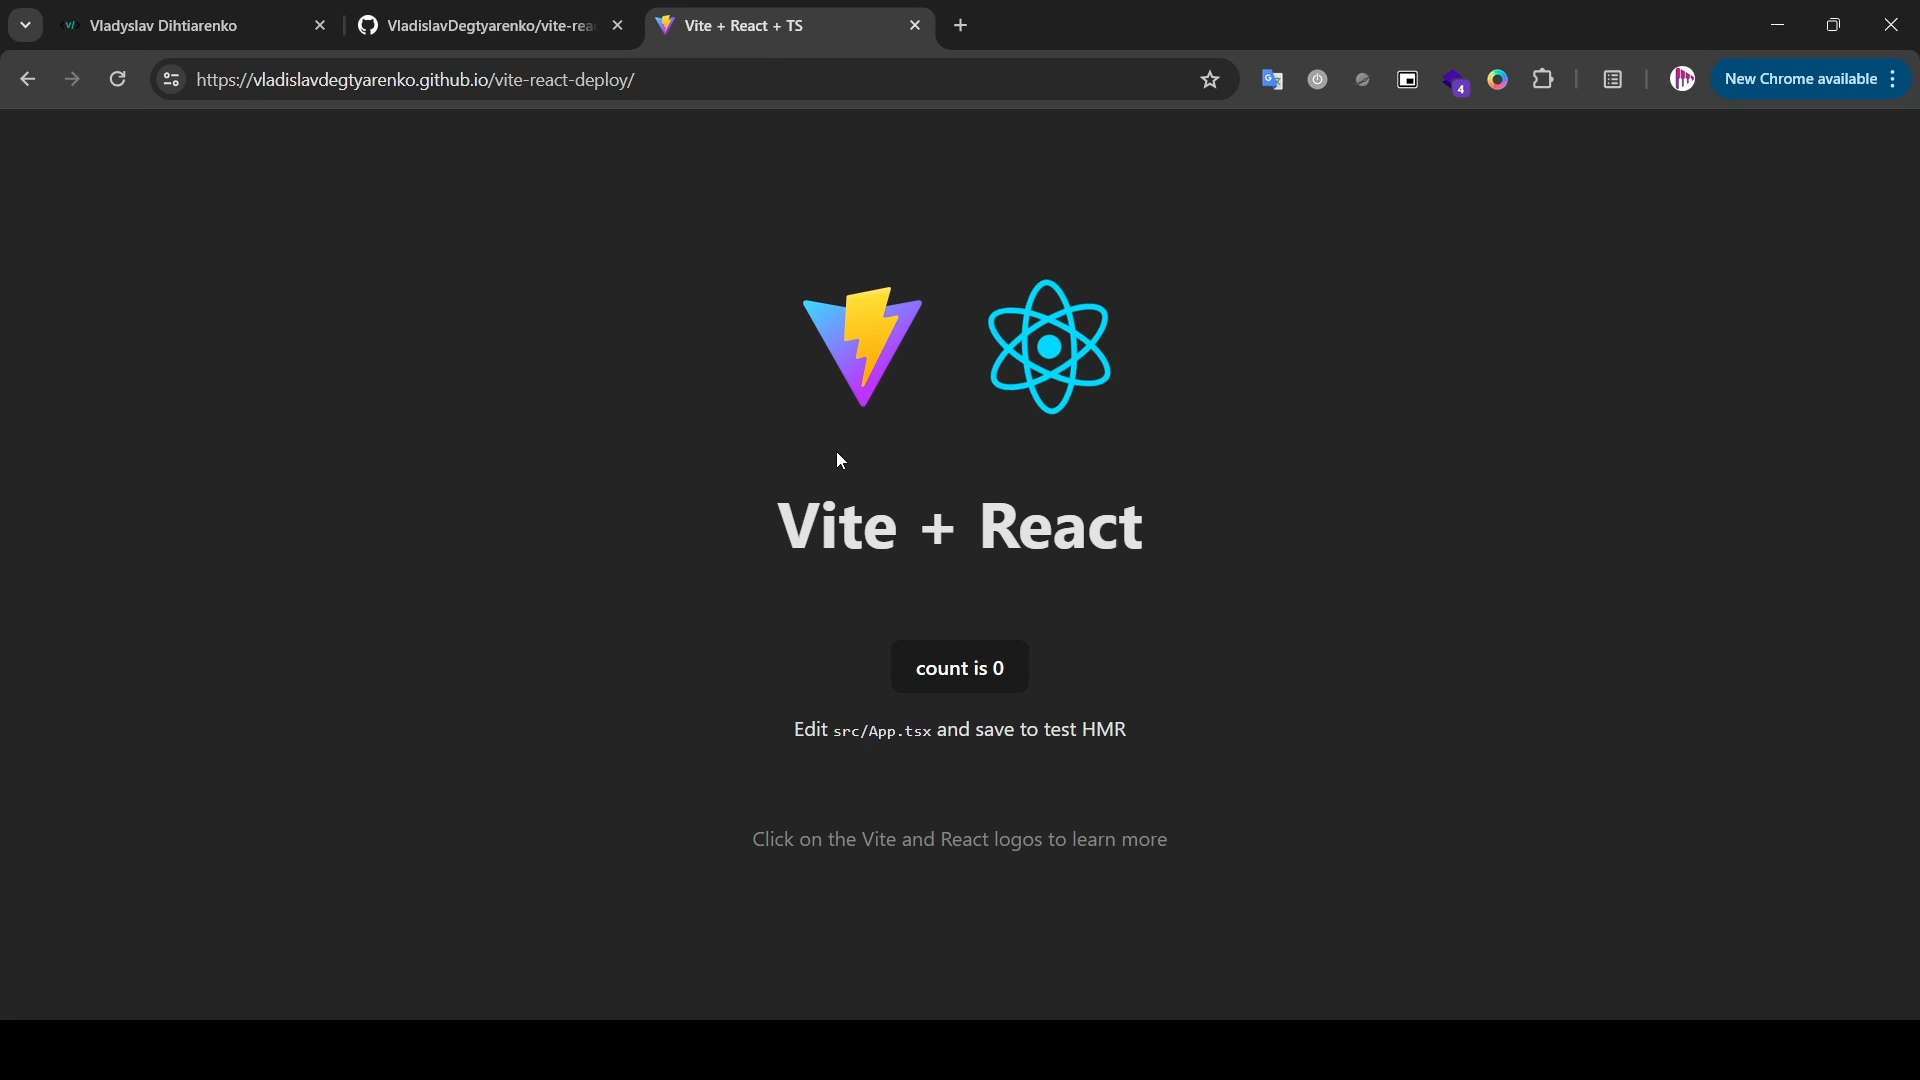 Vladyslav Dihtiarenko
VladislavDegtyarenko/vite-rea
Vite + React + TS
https://vladislavdegtyarenko.github.io/vite-react-deploy/
4
New Chrome available
Vite + React
count is 0
Edit src/App.tsx and save to test HMR
Click on the Vite and React logos to learn more